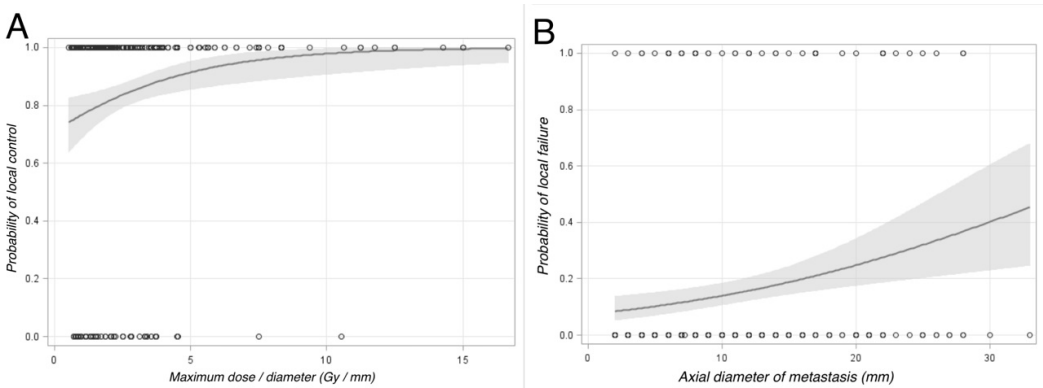 A
Probability of local control
1.0
0.8
0.6
0.4
0.2
0.0
0 5 10 15
Maximum dose / diameter (Gy / mm)
B
Probability of local failure
1.0
0.8
0.6
0.4
0.2
0.0
0 10 20 30
Axial diameter of metastasis (mm)